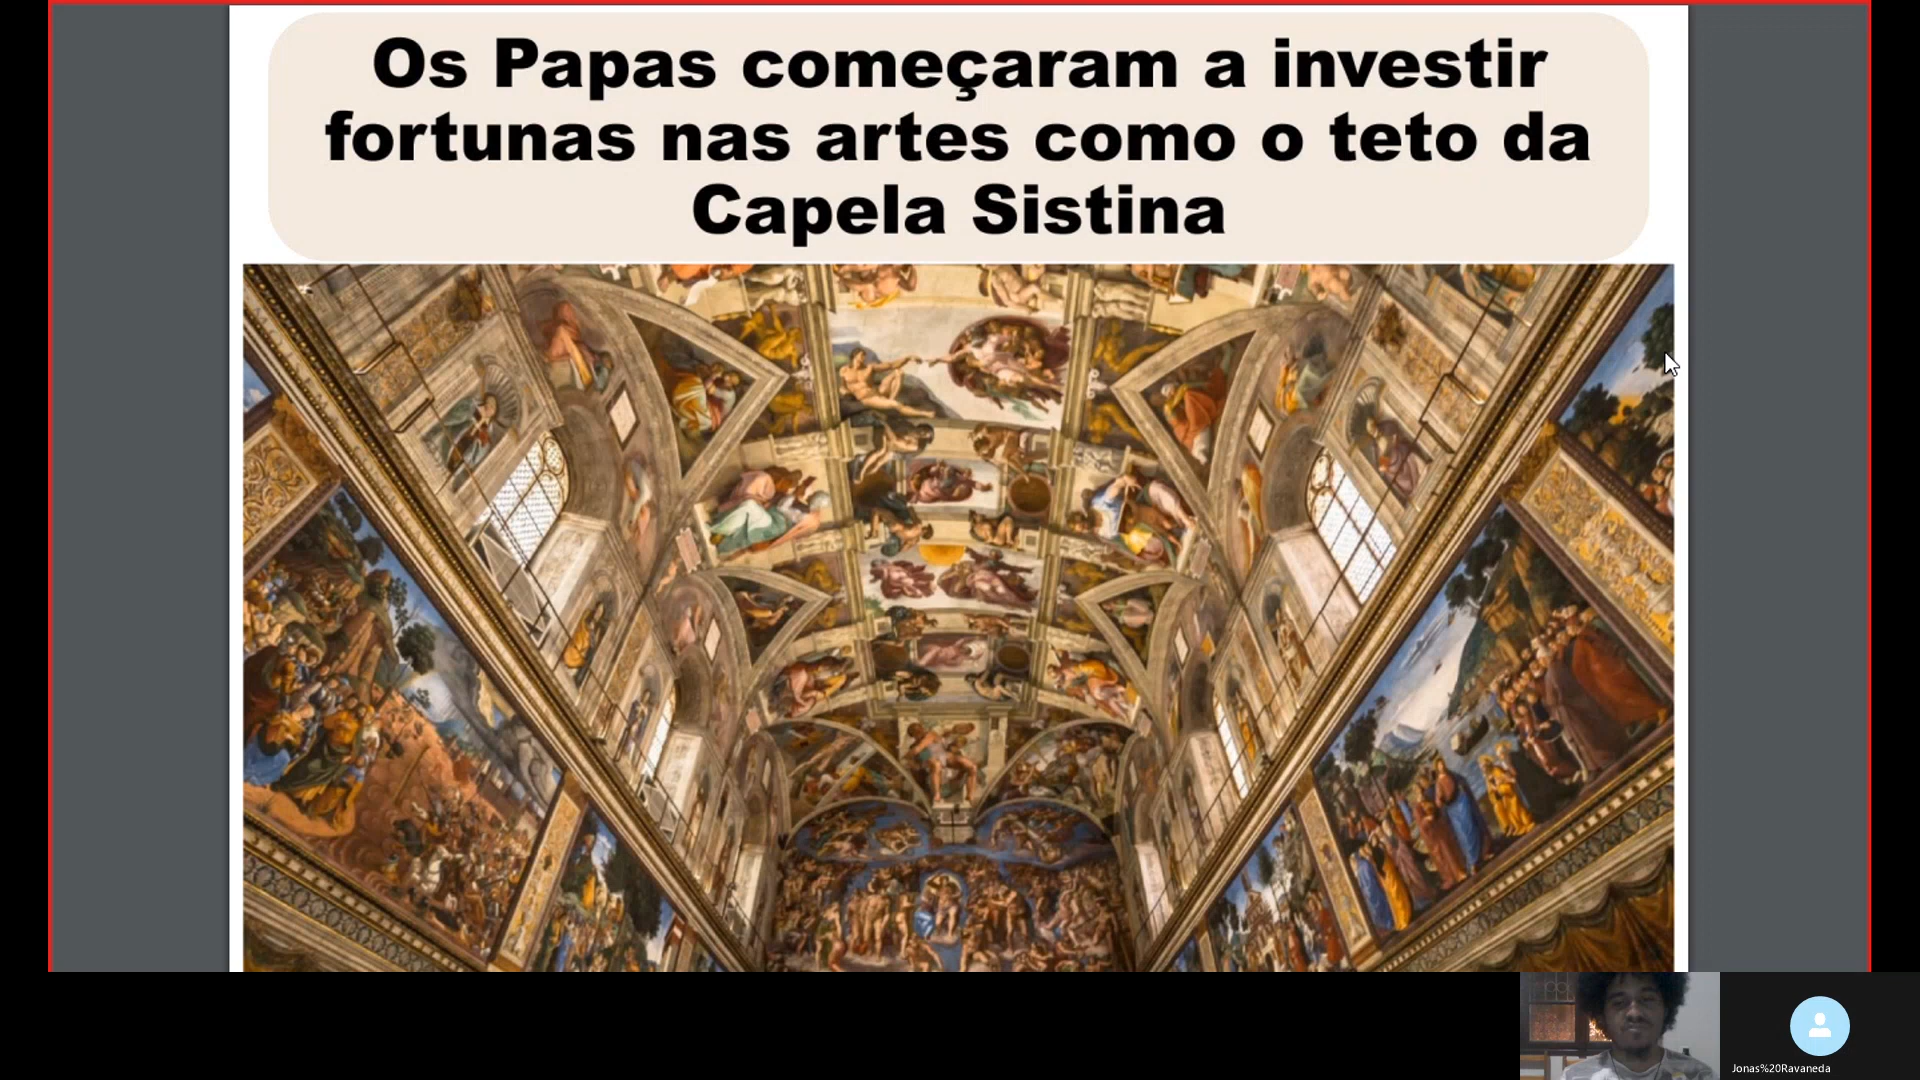 Os Papas começaram a investir
fortunas nas artes como o teto da
Capela Sistina
Jonas%20Ravaneda